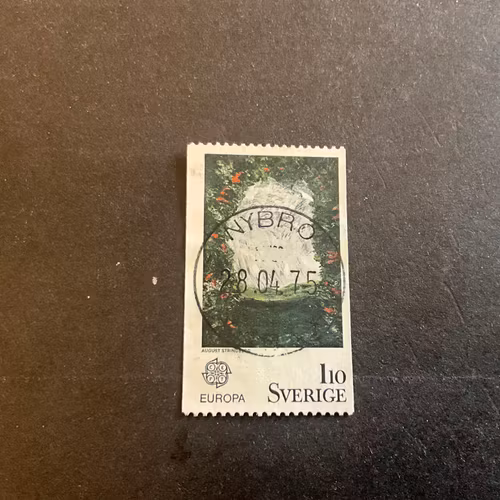 NYBRO
28.04.75
AUGUST STRINDBERG
1 10
EUROPA
SVERIGE